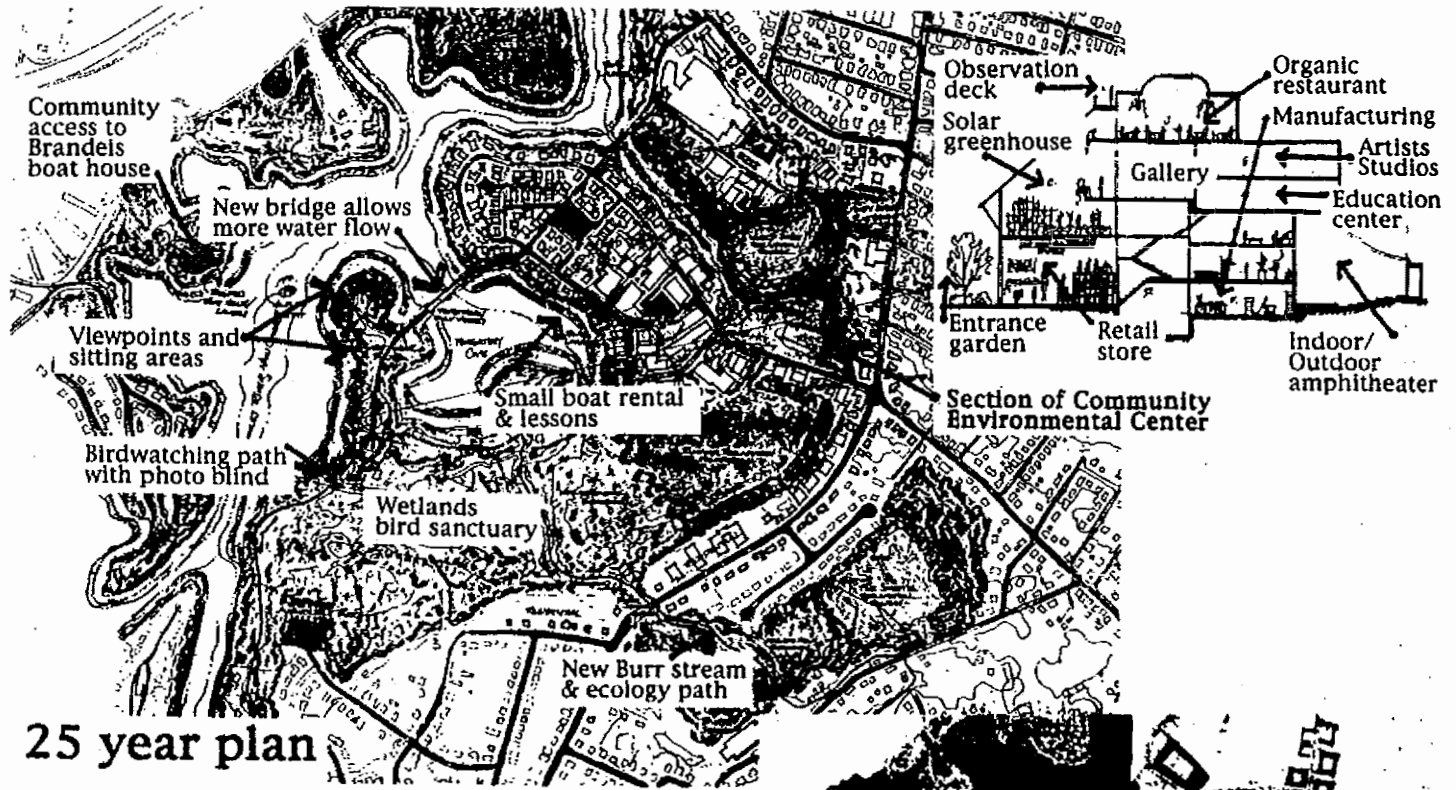 Community
access to
Brandeis
boat house
New bridge allows
more water flow
Viewpoints and
sitting areas
Small boat rental
& lessons
Birdwatching path
with photo blind
Wetlands
bird sanctuary
New Burr stream
& ecology path
25 year plan
Observation
deck
Solar
greenhouse
Organic
restaurant
Manufacturing
Artists
Studios
Gallery
Education
center
Entrance
garden
Retail
store
Indoor/
Outdoor
amphitheater
Section of Community
Environmental Center